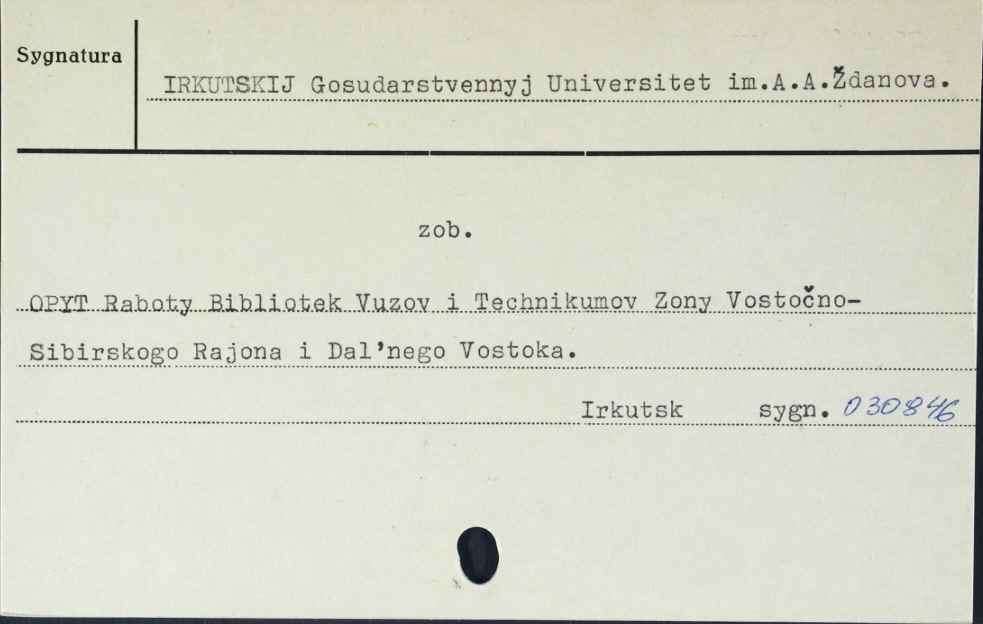 Sygnatura
IRKUTSKIJ Gosudarstvennyj Universitet im.A.A.Ždanova.
zob.
OPYT Raboty Bibliotek Vuzov i Technikumov Zony Vostočno-
Sibirskogo Rajona i Dal'nego Vostoka.
Irkutsk sygn. 030846